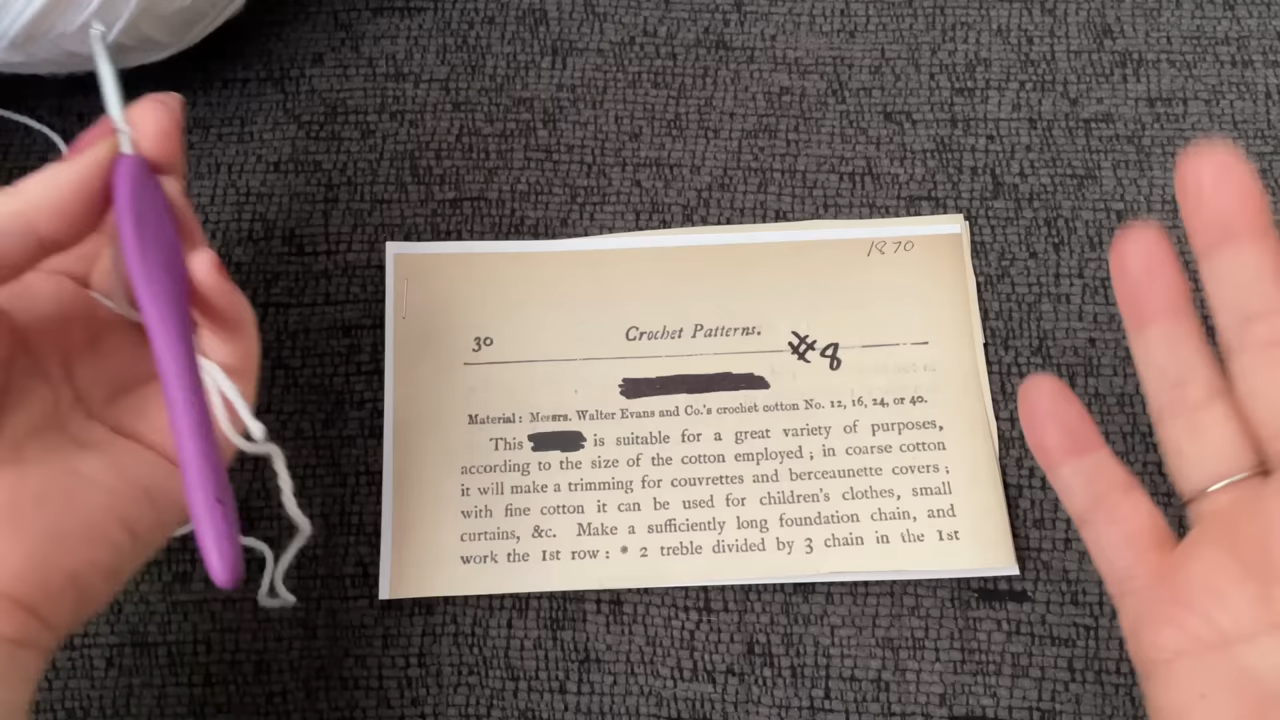 1870
30 Crochet Patterns.
#8
Material: Messrs. Walter Evans and Co.'s crochet cotton No. 12, 16, 24, or 40.
This is suitable for a great variety of purposes,
according to the size of the cotton employed; in coarse cotton
it will make a trimming for couvrettes and berceaunette covers;
with fine cotton it can be used for children's clothes, small
curtains, &c. Make a sufficiently long foundation chain, and
work the 1st row: * 2 treble divided by 3 chain in the 1st